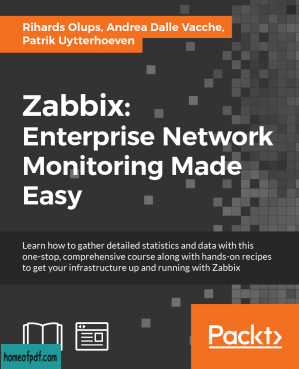 Rihards Olups, Andrea Dalle Vacche,
Patrik Uytterhoeven
Zabbix:
Enterprise Network
Monitoring Made
Easy
Learn how to gather detailed statistics and data with this
one-stop, comprehensive course along with hands-on recipes
to get your infrastructure up and running with Zabbix
Packt>
homeofpdf.com